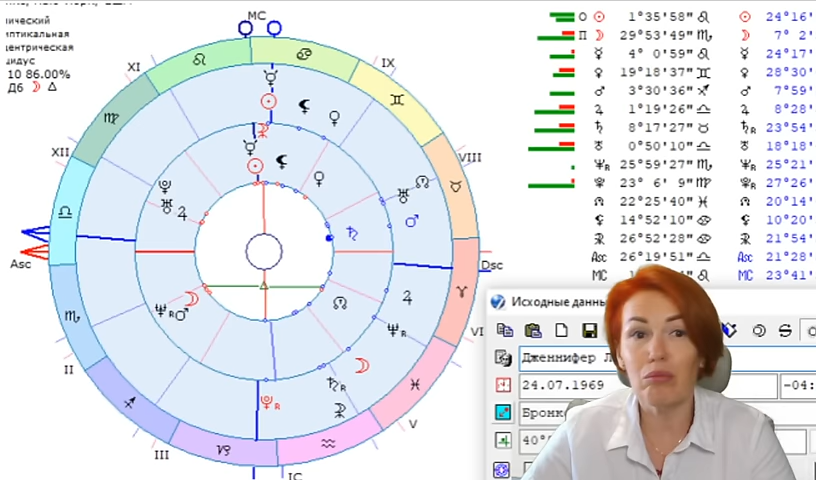 MC
ический
птикальная
центрическая
цидус
10 86.00%
Д6 ☽ △
XI
IX
XII
VIII
Asc
Dsc
II
VI
III
V
IC
O ☉ 1°35'58" ♌ ☉ 24°16'
П ☽ 29°53'49" ♏ ☽ 7° 2'
☿ 4° 0'59" ♌ ☿ 24°17'
♀ 19°18'37" ♊ ♀ 28°30'
♂ 3°30'36" ♐ ♂ 7°59'
♃ 1°19'26" ♎ ♃ 8°28'
♄ 8°17'27" ♉ ♄R 23°54'
♅ 0°50'10" ♎ ♅ 18°18'
♆R 25°59'27" ♏ ♆R 25°21'
23° 6' 9" ♍ 27°26'
☊ 22°25'40" ♓ ☊ 20°14'
⚸ 14°52'10" ♋ ⚸ 10°20'
26°52'28" ♎ 21°54'
Asc 26°19'51 ♎ Asc 21°28'
MC ♌ MC 23°41'
Исходные данны
Дженнифер Л
24.07.1969
-04:
Бронк
40°